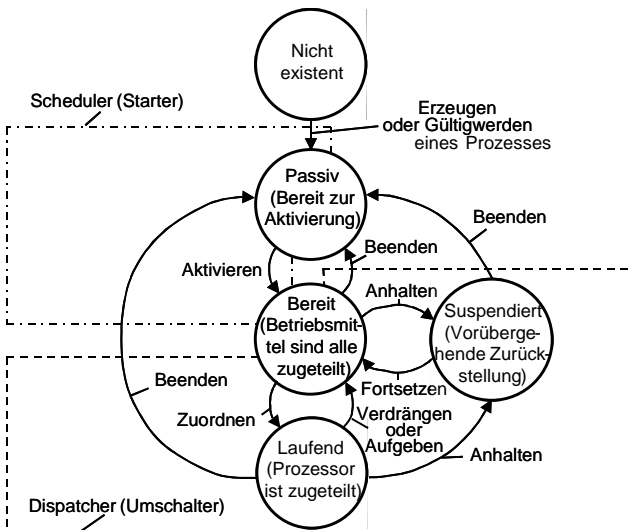 Nicht
existent
Scheduler (Starter)
Erzeugen
oder Gültigwerden
eines Prozesses
Passiv
(Bereit zur
Aktivierung)
Beenden
Beenden
Aktivieren
Bereit
(Betriebsmit-
tel sind alle
zugeteilt)
Anhalten
Suspendiert
(Vorüberge-
hende Zurück-
stellung)
Fortsetzen
Beenden
Zuordnen
Verdrängen
oder
Aufgeben
Laufend
(Prozessor
ist zugeteilt)
Anhalten
Dispatcher (Umschalter)